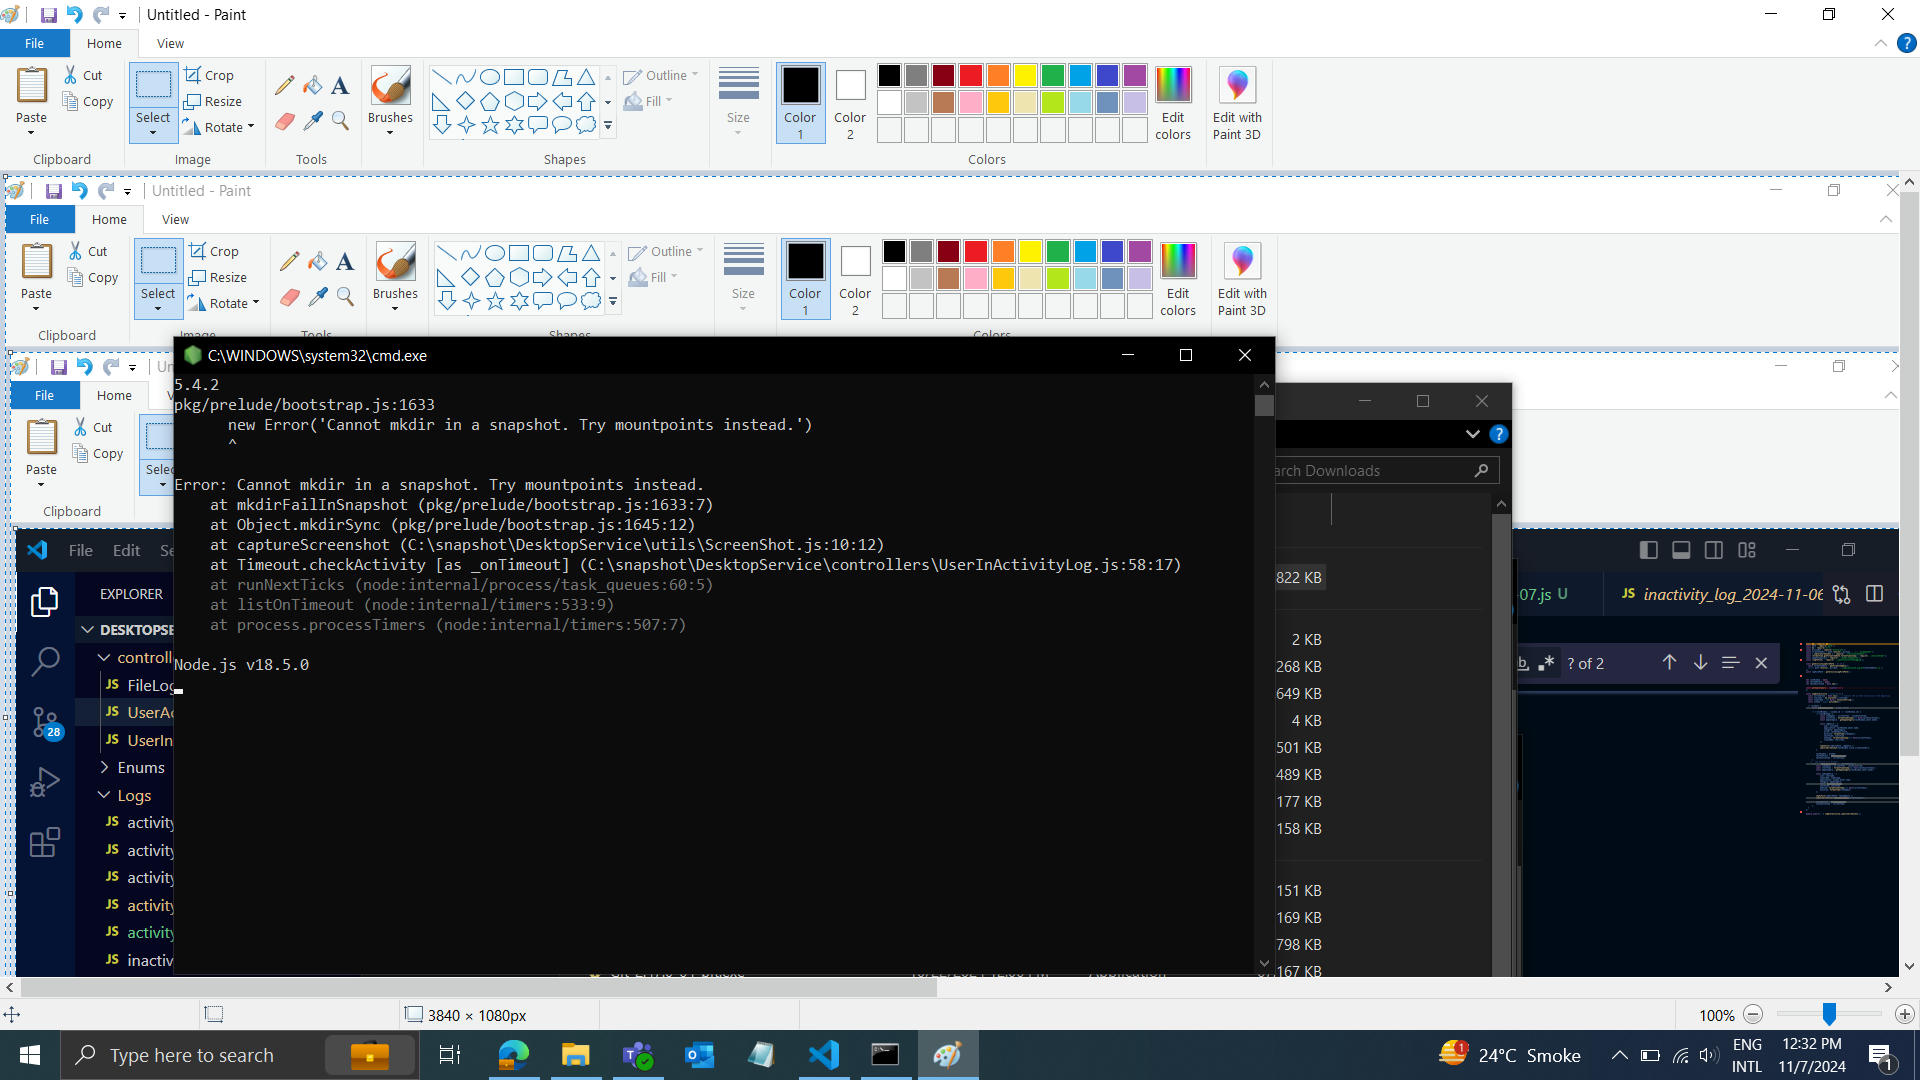 Untitled - Paint
File Home View
Paste
Cut
Copy
Clipboard
Select
Crop
Resize
Rotate
Image
Tools
Brushes
Shapes
Outline
Fill
Size
Color 1
Color 2
Colors
Edit colors
Edit with Paint 3D
Untitled - Paint
File Home View
Paste
Cut
Copy
Clipboard
Select
Crop
Resize
Rotate
Image
Tools
Brushes
Shapes
Outline
Fill
Size
Color 1
Color 2
Colors
Edit colors
Edit with Paint 3D
File Home
Paste
Cut
Copy
Clipboard
C:\WINDOWS\system32\cmd.exe
5.4.2
pkg/prelude/bootstrap.js:1633
new Error('Cannot mkdir in a snapshot. Try mountpoints instead.')
^
Error: Cannot mkdir in a snapshot. Try mountpoints instead.
at mkdirFailInSnapshot (pkg/prelude/bootstrap.js:1633:7)
at Object.mkdirSync (pkg/prelude/bootstrap.js:1645:12)
at captureScreenshot (C:\snapshot\DesktopService\utils\ScreenShot.js:10:12)
at Timeout.checkActivity [as _onTimeout] (C:\snapshot\DesktopService\controllers\UserInActivityLog.js:58:17)
at runNextTicks (node:internal/process/task_queues:60:5)
at listOnTimeout (node:internal/timers:533:9)
at process.processTimers (node:internal/timers:507:7)
Node.js v18.5.0
arch Downloads
822 KB
2 KB
268 KB
649 KB
4 KB
501 KB
489 KB
177 KB
158 KB
151 KB
169 KB
798 KB
167 KB
File Edit Se
EXPLORER
DESKTOPSE
controll
JS FileLog
JS UserAc
JS UserIn
Enums
Logs
JS activity
JS activity
JS activity
JS activity
JS activity
JS inactiv
28
-07.js U
JS inactivity_log_2024-11-06
? of 2
3840 × 1080px
100%
Type here to search
1
24°C Smoke
ENG
INTL
12:32 PM
11/7/2024
1